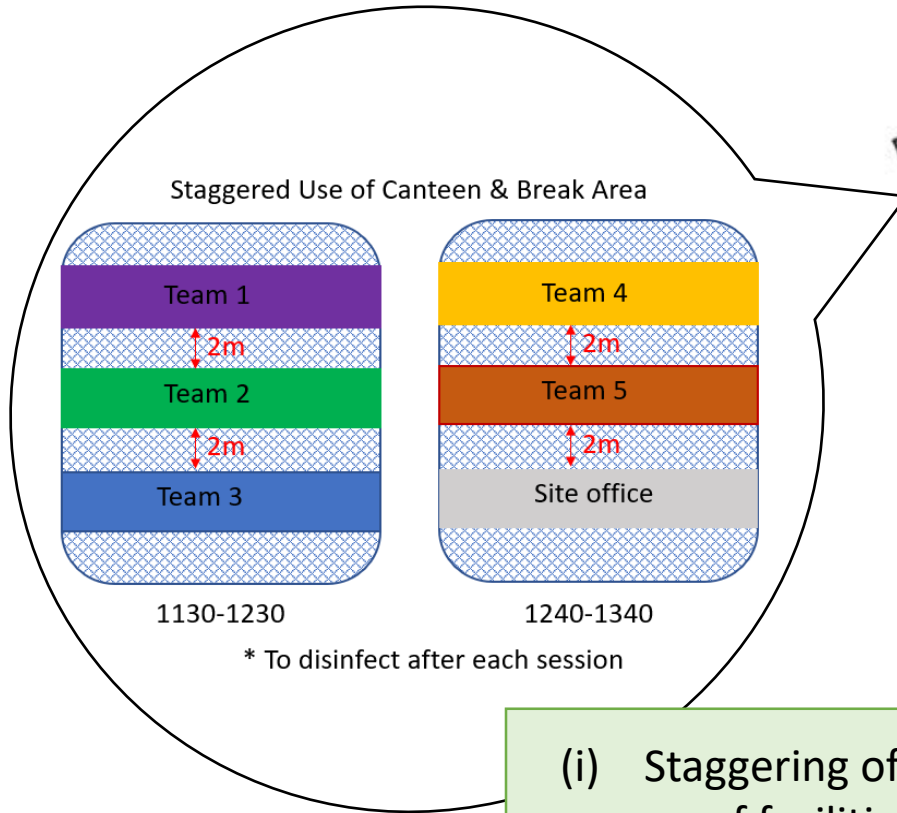 Staggered Use of Canteen & Break Area
Team 1
2m
Team 2
2m
Team 3
1130-1230
Team 4
2m
Team 5
2m
Site office
1240-1340
* To disinfect after each session
(i) Staggering of